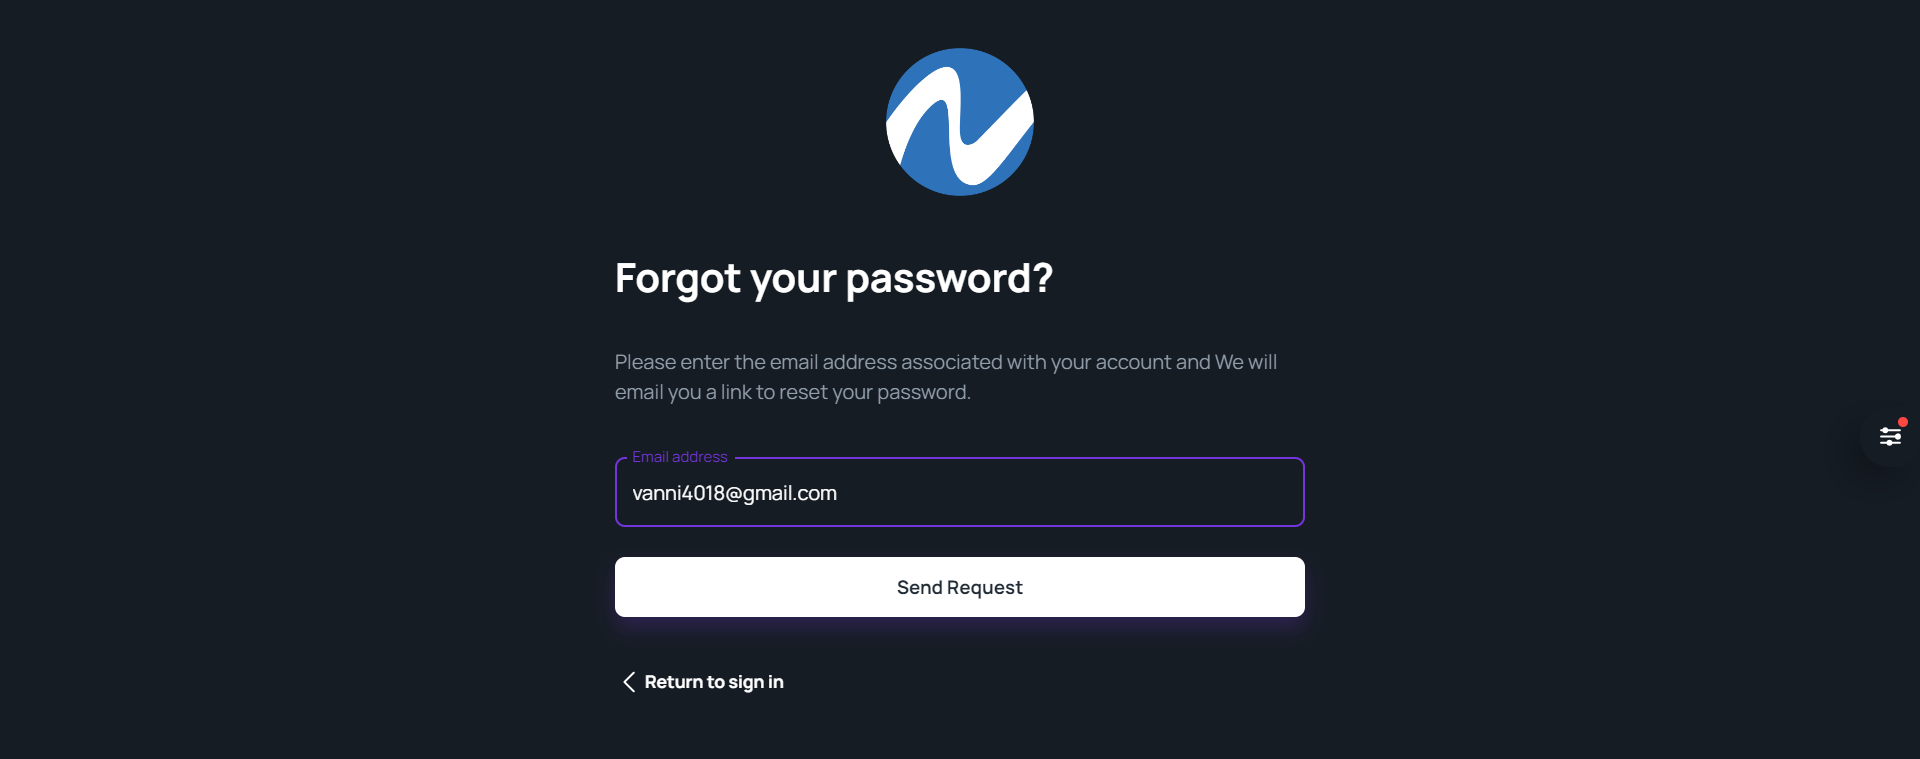 Forgot your password?
Please enter the email address associated with your account and We will
email you a link to reset your password.
Email address
vanni4018@gmail.com
Send Request
Return to sign in